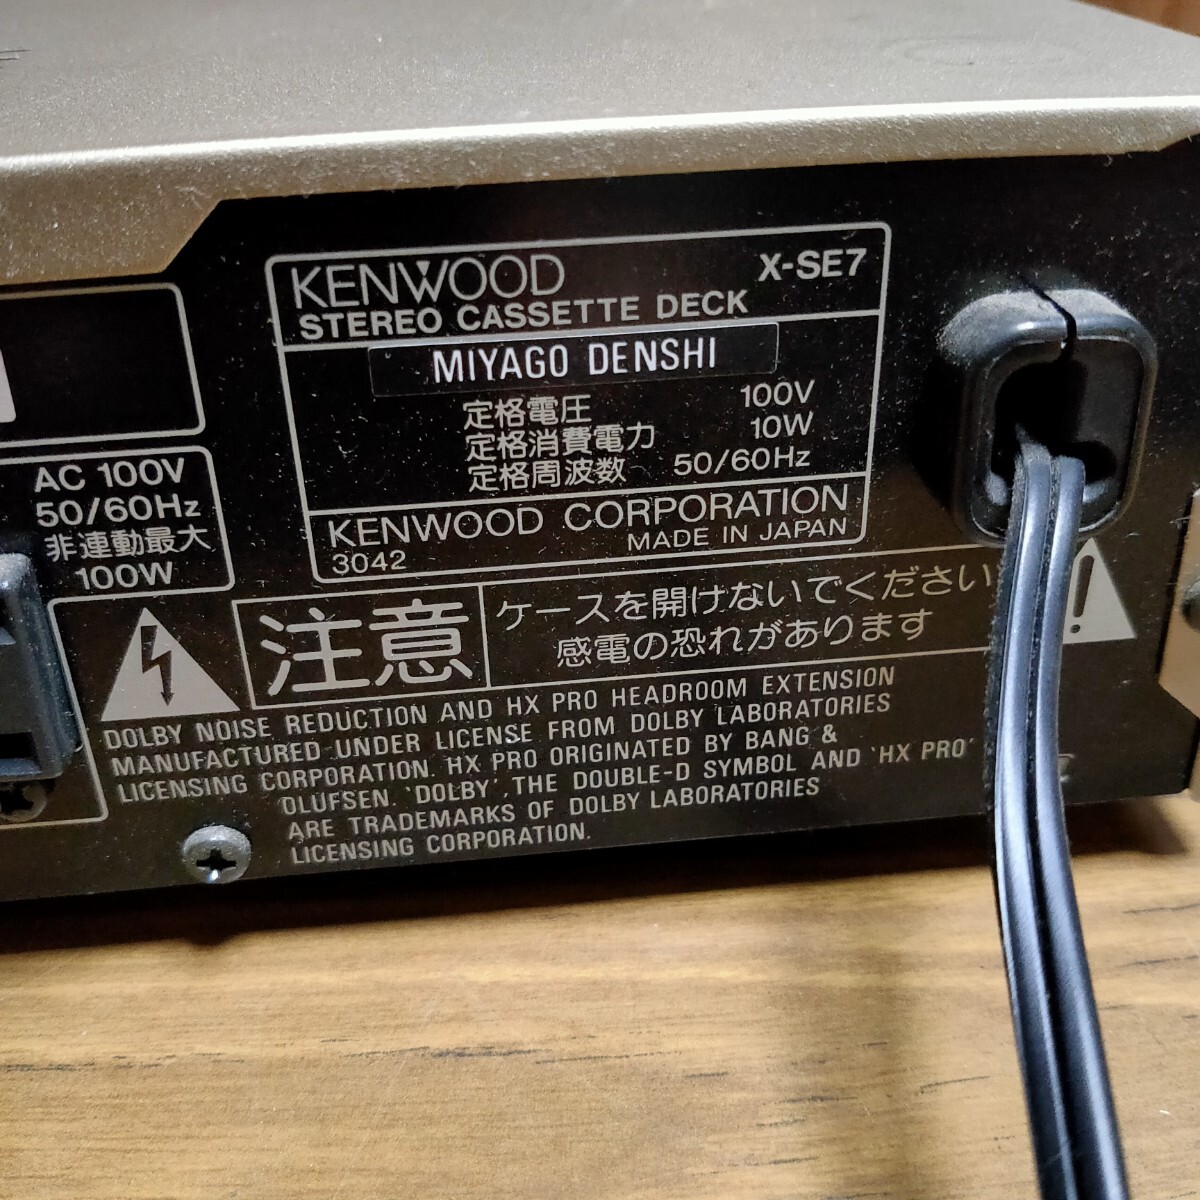 KENWOOD X-SE7
STEREO CASSETTE DECK
MIYAGO DENSHI
定格電圧 100V
定格消費電力 10W
定格周波数 50/60Hz
KENWOOD CORPORATION
3042 MADE IN JAPAN
AC 100V
50/60Hz
非連動最大
100W
注意
ケースを開けないでください
感電の恐れがあります
DOLBY NOISE REDUCTION AND HX PRO HEADROOM EXTENSION
MANUFACTURED UNDER LICENSE FROM DOLBY LABORATORIES
LICENSING CORPORATION. HX PRO ORIGINATED BY BANG &
OLUFSEN. 'DOLBY', THE DOUBLE-D SYMBOL AND 'HX PRO'
ARE TRADEMARKS OF DOLBY LABORATORIES
LICENSING CORPORATION.